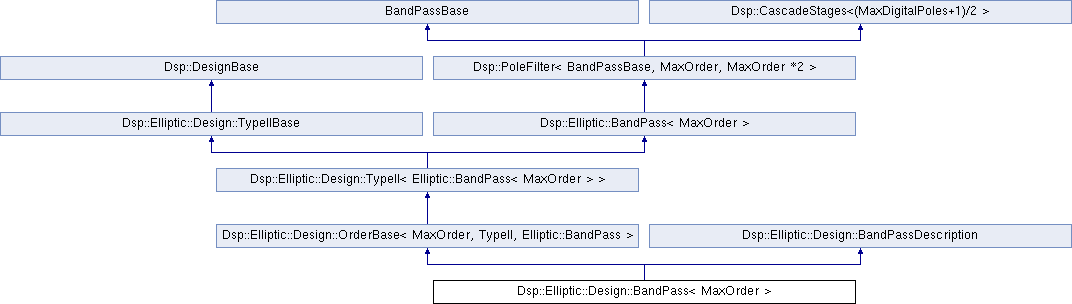 BandPassBase
Dsp::CascadeStages<(MaxDigitalPoles+1)/2 >
Dsp::DesignBase
Dsp::PoleFilter< BandPassBase, MaxOrder, MaxOrder *2 >
Dsp::Elliptic::Design::TypeIIBase
Dsp::Elliptic::BandPass< MaxOrder >
Dsp::Elliptic::Design::TypeII< Elliptic::BandPass< MaxOrder > >
Dsp::Elliptic::Design::OrderBase< MaxOrder, TypeII, Elliptic::BandPass >
Dsp::Elliptic::Design::BandPassDescription
Dsp::Elliptic::Design::BandPass< MaxOrder >